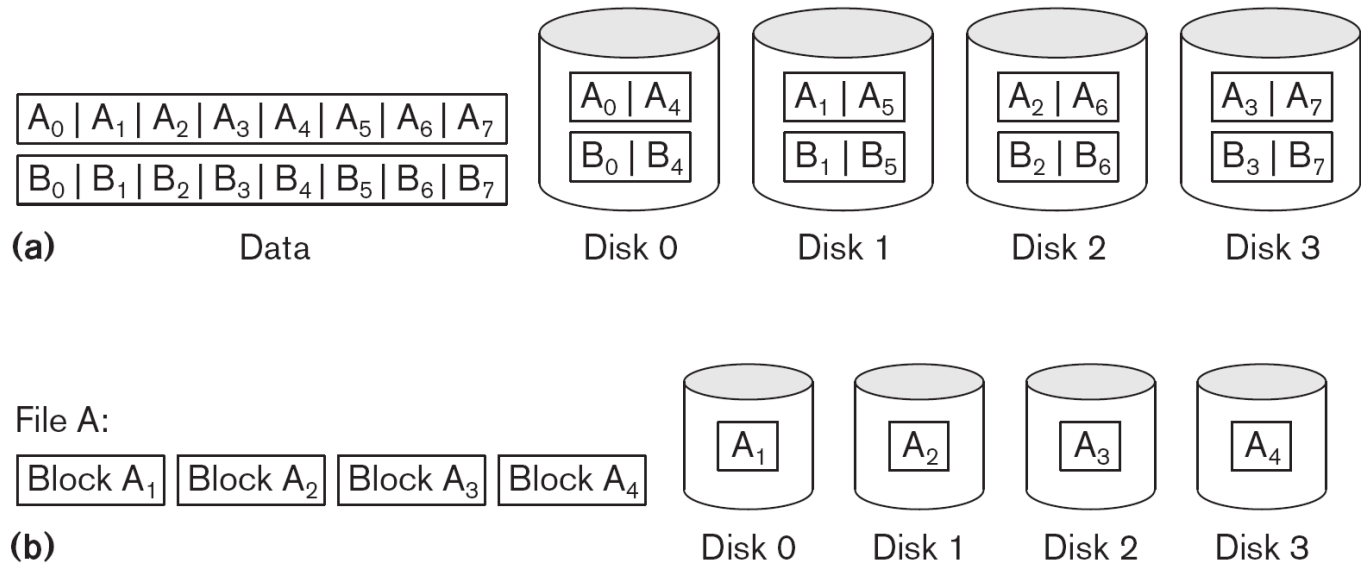 A₀ | A₁ | A₂ | A₃ | A₄ | A₅ | A₆ | A₇
B₀ | B₁ | B₂ | B₃ | B₄ | B₅ | B₆ | B₇
(a) Data
A₀ | A₄
B₀ | B₄
Disk 0
A₁ | A₅
B₁ | B₅
Disk 1
A₂ | A₆
B₂ | B₆
Disk 2
A₃ | A₇
B₃ | B₇
Disk 3
File A:
Block A₁ Block A₂ Block A₃ Block A₄
(b)
A₁
Disk 0
A₂
Disk 1
A₃
Disk 2
A₄
Disk 3